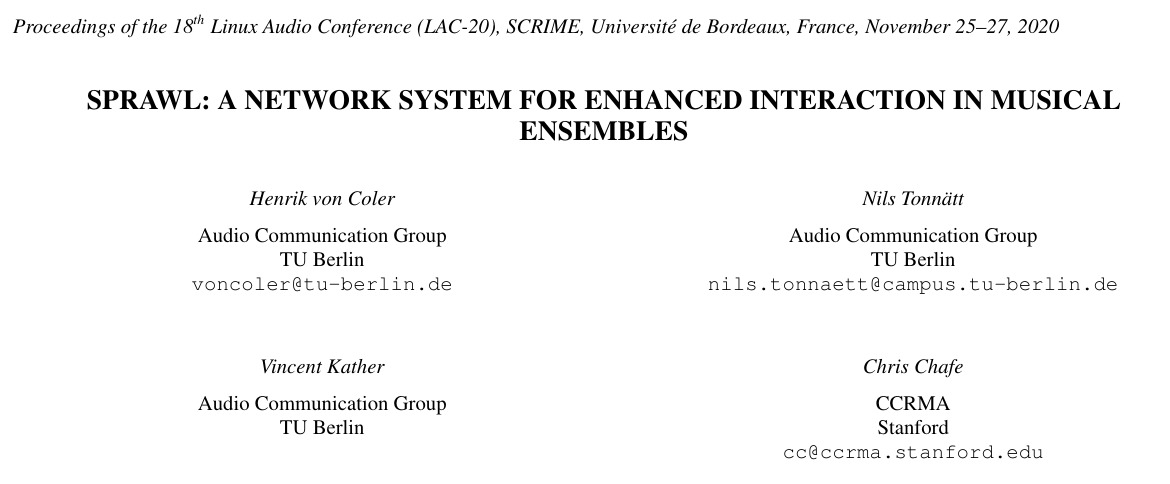 Proceedings of the 18th Linux Audio Conference (LAC-20), SCRIME, Université de Bordeaux, France, November 25–27, 2020
SPRAWL: A NETWORK SYSTEM FOR ENHANCED INTERACTION IN MUSICAL
ENSEMBLES
Henrik von Coler
Audio Communication Group
TU Berlin
voncoler@tu-berlin.de
Nils Tonnätt
Audio Communication Group
TU Berlin
nils.tonnaett@campus.tu-berlin.de
Vincent Kather
Audio Communication Group
TU Berlin
Chris Chafe
CCRMA
Stanford
cc@ccrma.stanford.edu